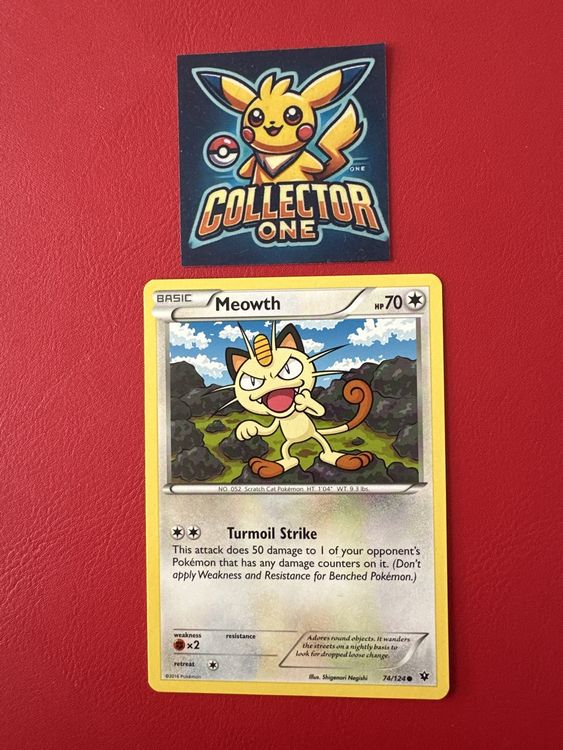 ONE
COLLECTOR
ONE
BASIC
Meowth
HP 70
NO. 052 Scratch Cat Pokémon. HT. 1'04" WT. 9.3 lbs.
Turmoil Strike
This attack does 50 damage to 1 of your opponent's
Pokémon that has any damage counters on it. (Don't
apply Weakness and Resistance for Benched Pokémon.)
weakness
resistance
×2
Adores round objects. It wanders
the streets on a nightly basis to
look for dropped loose change.
retreat
©2016 Pokémon
Illus. Shigenori Negishi
74/124